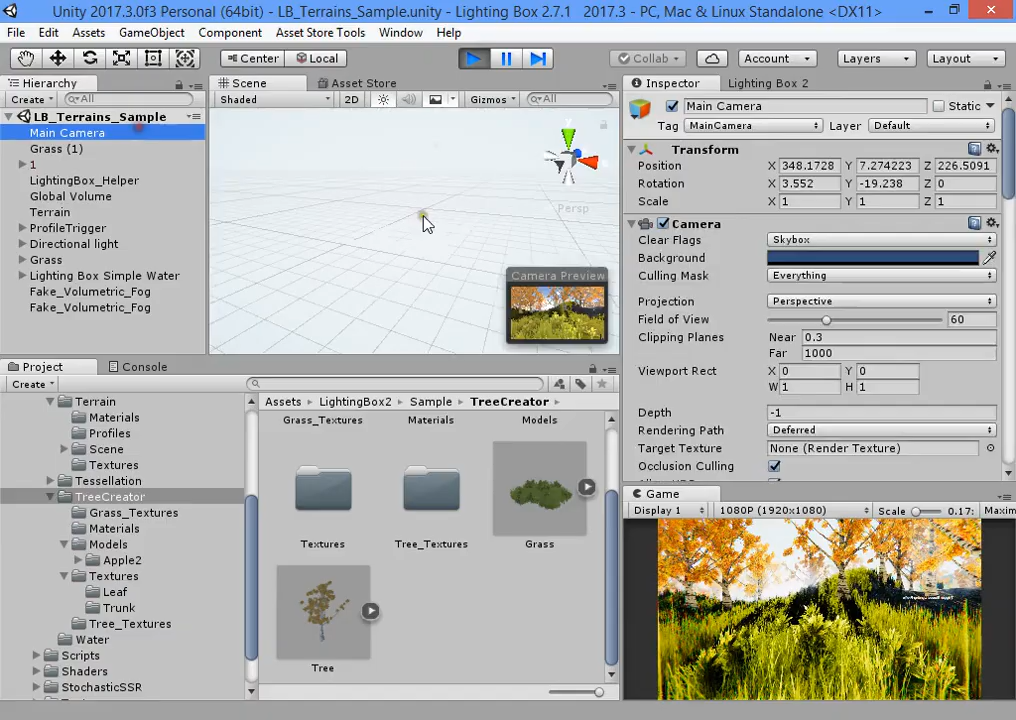 Unity 2017.3.0f3 Personal (64bit) - LB_Terrains_Sample.unity - Lighting Box 2.7.1   2017.3 - PC, Mac & Linux Standalone <DX11>
File Edit Assets GameObject Component Asset Store Tools Window Help
Center Local Collab Account Layers Layout
Hierarchy
Create All
LB_Terrains_Sample
Main Camera
Grass (1)
1
LightingBox_Helper
Global Volume
Terrain
ProfileTrigger
Directional light
Grass
Lighting Box Simple Water
Fake_Volumetric_Fog
Fake_Volumetric_Fog
Scene Asset Store
Shaded 2D Gizmos All
y
Persp
Camera Preview
Inspector Lighting Box 2
Main Camera Static
Tag MainCamera Layer Default
Transform
Position X 348.1728 Y 7.274223 Z 226.5091
Rotation X 3.552 Y -19.238 Z 0
Scale X 1 Y 1 Z 1
Camera
Clear Flags Skybox
Background
Culling Mask Everything
Projection Perspective
Field of View 60
Clipping Planes Near 0.3
Far 1000
Viewport Rect X 0 Y 0
W 1 H 1
Depth -1
Rendering Path Deferred
Target Texture None (Render Texture)
Occlusion Culling
Project Console
Create
Terrain
Materials
Profiles
Scene
Textures
Tessellation
TreeCreator
Grass_Textures
Materials
Models
Apple2
Textures
Leaf
Trunk
Tree_Textures
Water
Scripts
Shaders
StochasticSSR
Assets LightingBox2 Sample TreeCreator
Grass_Textures Materials Models
Textures Tree_Textures Grass
Tree
Game
Display 1 1080P (1920x1080) Scale 0.17: Maxim